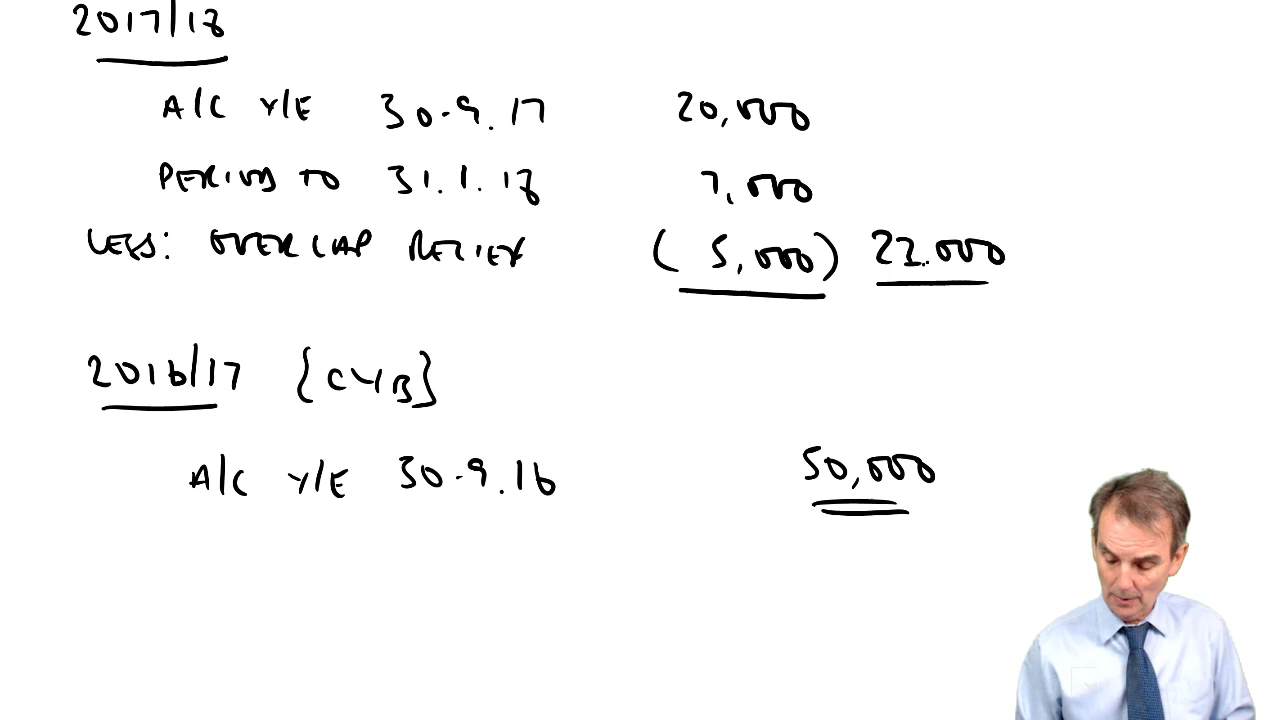 2017/18
A/C Y/E 30.9.17 20,000
PERIOD TO 31.1.18 7,000
LESS: OVERLAP RELIEF (5,000) 22.000
2016/17 {CYB}
A/C Y/E 30.9.16 50,000